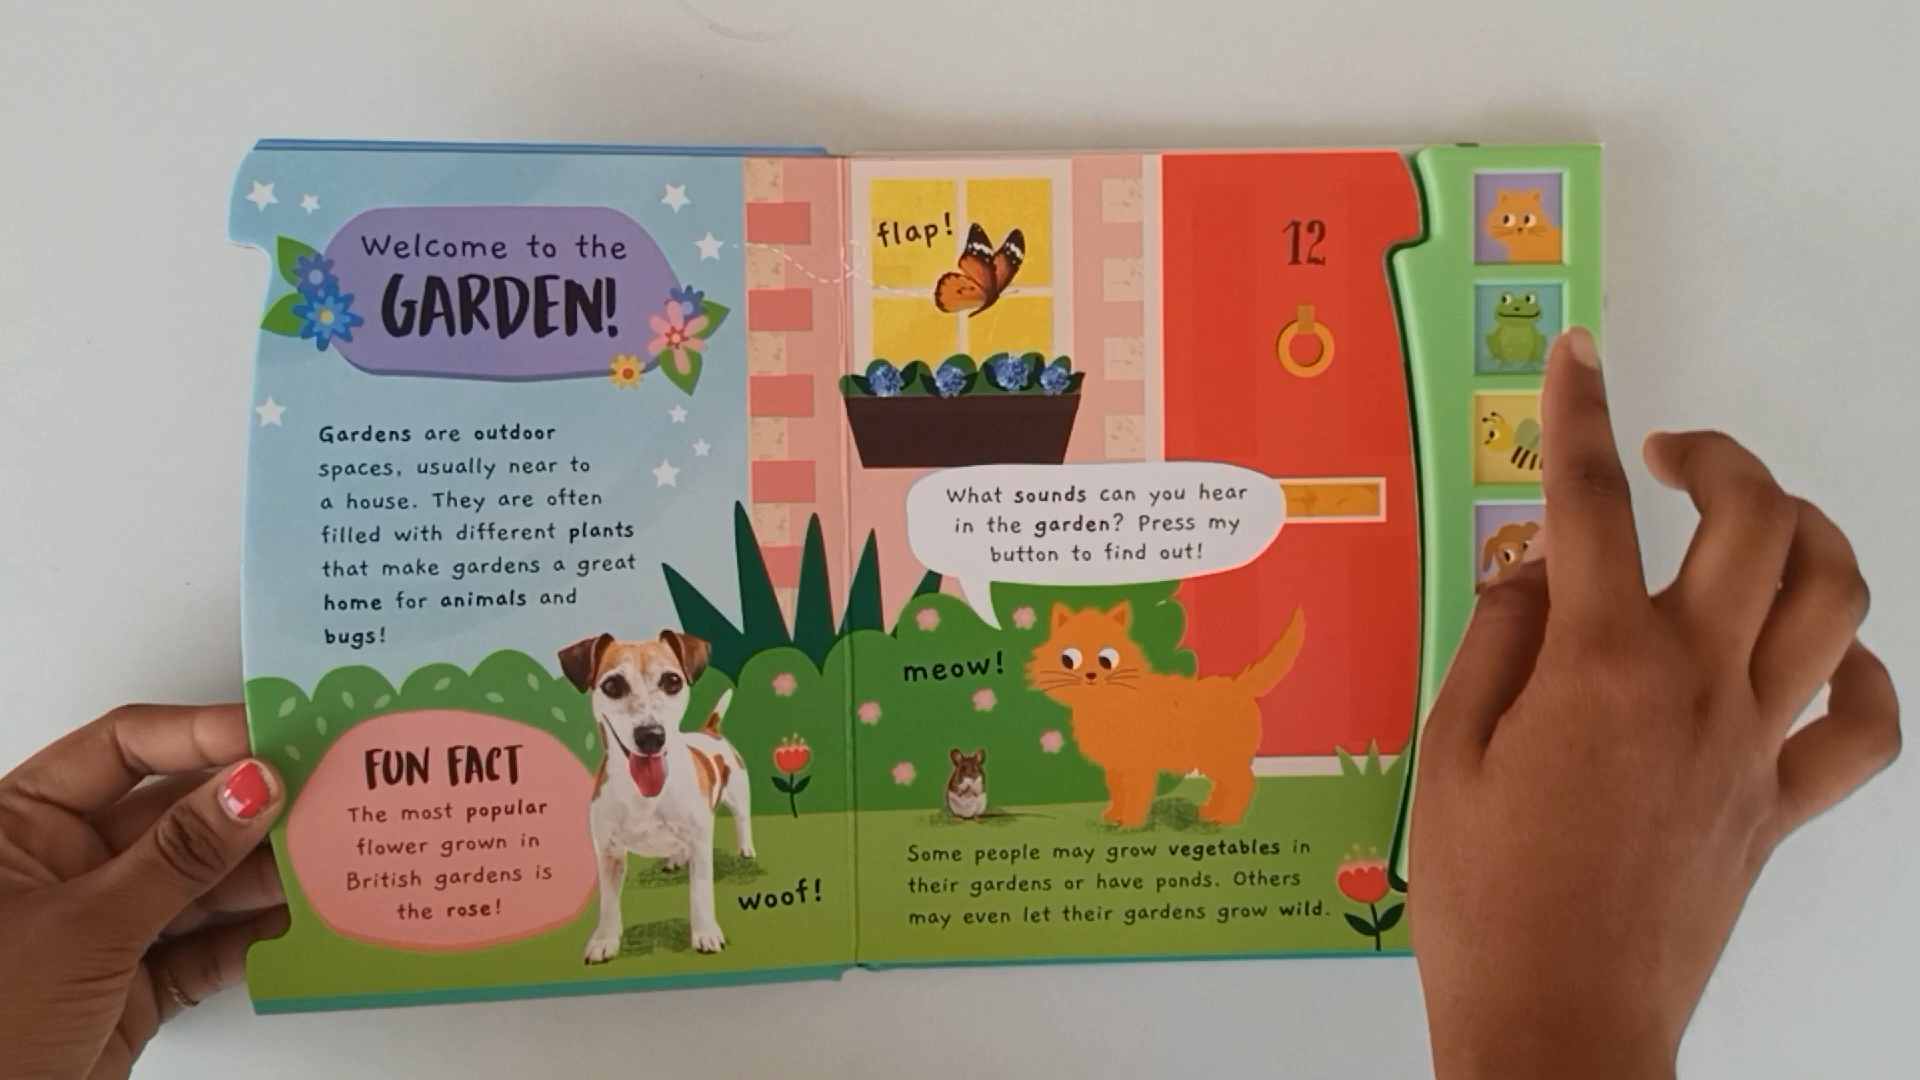 Welcome to the
GARDEN!
Gardens are outdoor
spaces, usually near to
a house. They are often
filled with different plants
that make gardens a great
home for animals and
bugs!
FUN FACT
The most popular
flower grown in
British gardens is
the rose!
woof!
flap!
12
What sounds can you hear
in the garden? Press my
button to find out!
meow!
Some people may grow vegetables in
their gardens or have ponds. Others
may even let their gardens grow wild.